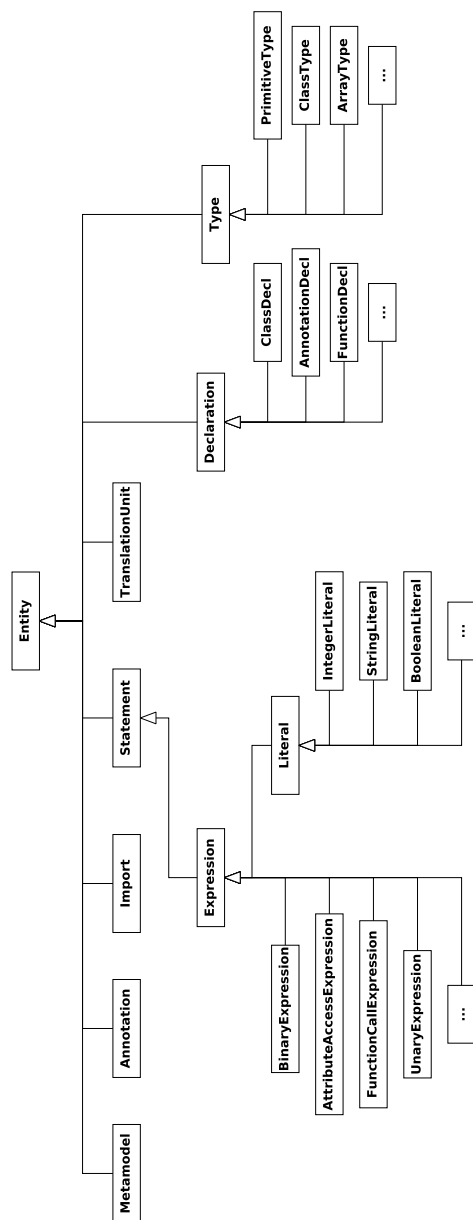 Entity
Metamodel
Annotation
Import
Statement
TranslationUnit
Declaration
Type
Expression
Literal
BinaryExpression
AttributeAccessExpression
FunctionCallExpression
UnaryExpression
...
IntegerLiteral
StringLiteral
BooleanLiteral
...
ClassDecl
AnnotationDecl
FunctionDecl
...
PrimitiveType
ClassType
ArrayType
...